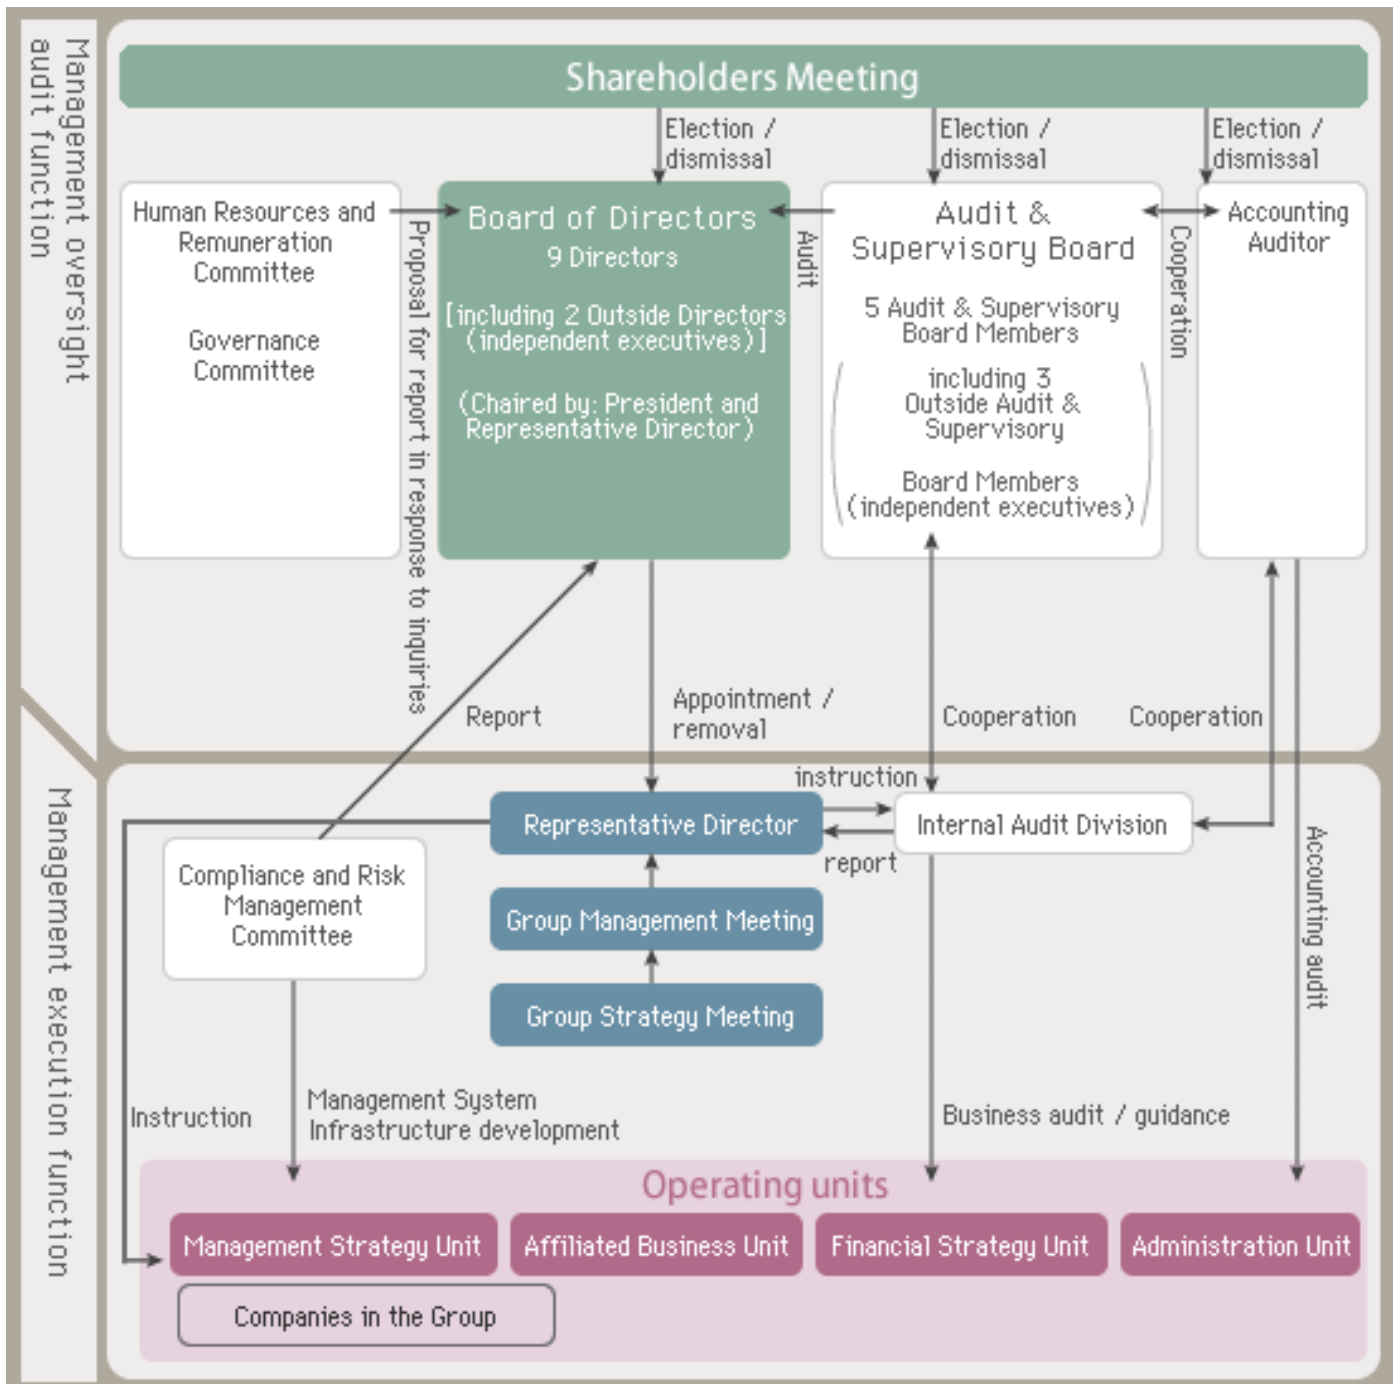 Management oversight
audit function
Shareholders Meeting
Election /
dismissal
Election /
dismissal
Election /
dismissal
Human Resources and
Remuneration
Committee
Governance
Committee
Proposal for report in response to inquiries
Board of Directors
9 Directors
[including 2 Outside Directors
(independent executives)]
(Chaired by: President and
Representative Director)
Audit
Audit &
Supervisory Board
5 Audit & Supervisory
Board Members
including 3
Outside Audit &
Supervisory
Board Members
(independent executives)
Cooperation
Accounting
Auditor
Report
Appointment /
removal
Cooperation
Cooperation
Management execution function
instruction
Representative Director
Internal Audit Division
report
Compliance and Risk
Management
Committee
Group Management Meeting
Group Strategy Meeting
Accounting audit
Instruction
Management System
Infrastructure development
Business audit / guidance
Operating units
Management Strategy Unit
Affiliated Business Unit
Financial Strategy Unit
Administration Unit
Companies in the Group